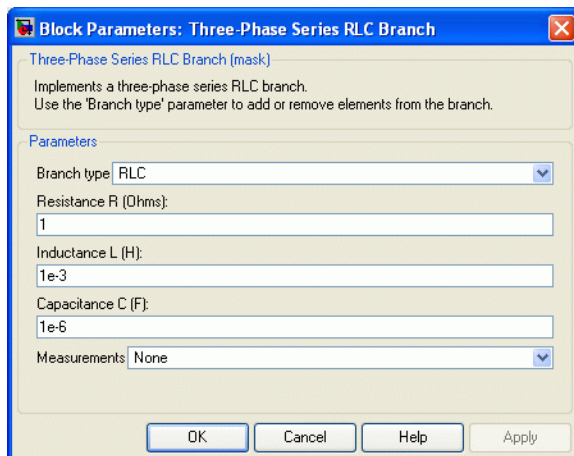 Block Parameters: Three-Phase Series RLC Branch
Three-Phase Series RLC Branch (mask)
Implements a three-phase series RLC branch.
Use the 'Branch type' parameter to add or remove elements from the branch.
Parameters
Branch type RLC
Resistance R (Ohms):
1
Inductance L (H):
1e-3
Capacitance C (F):
1e-6
Measurements None
OK Cancel Help Apply